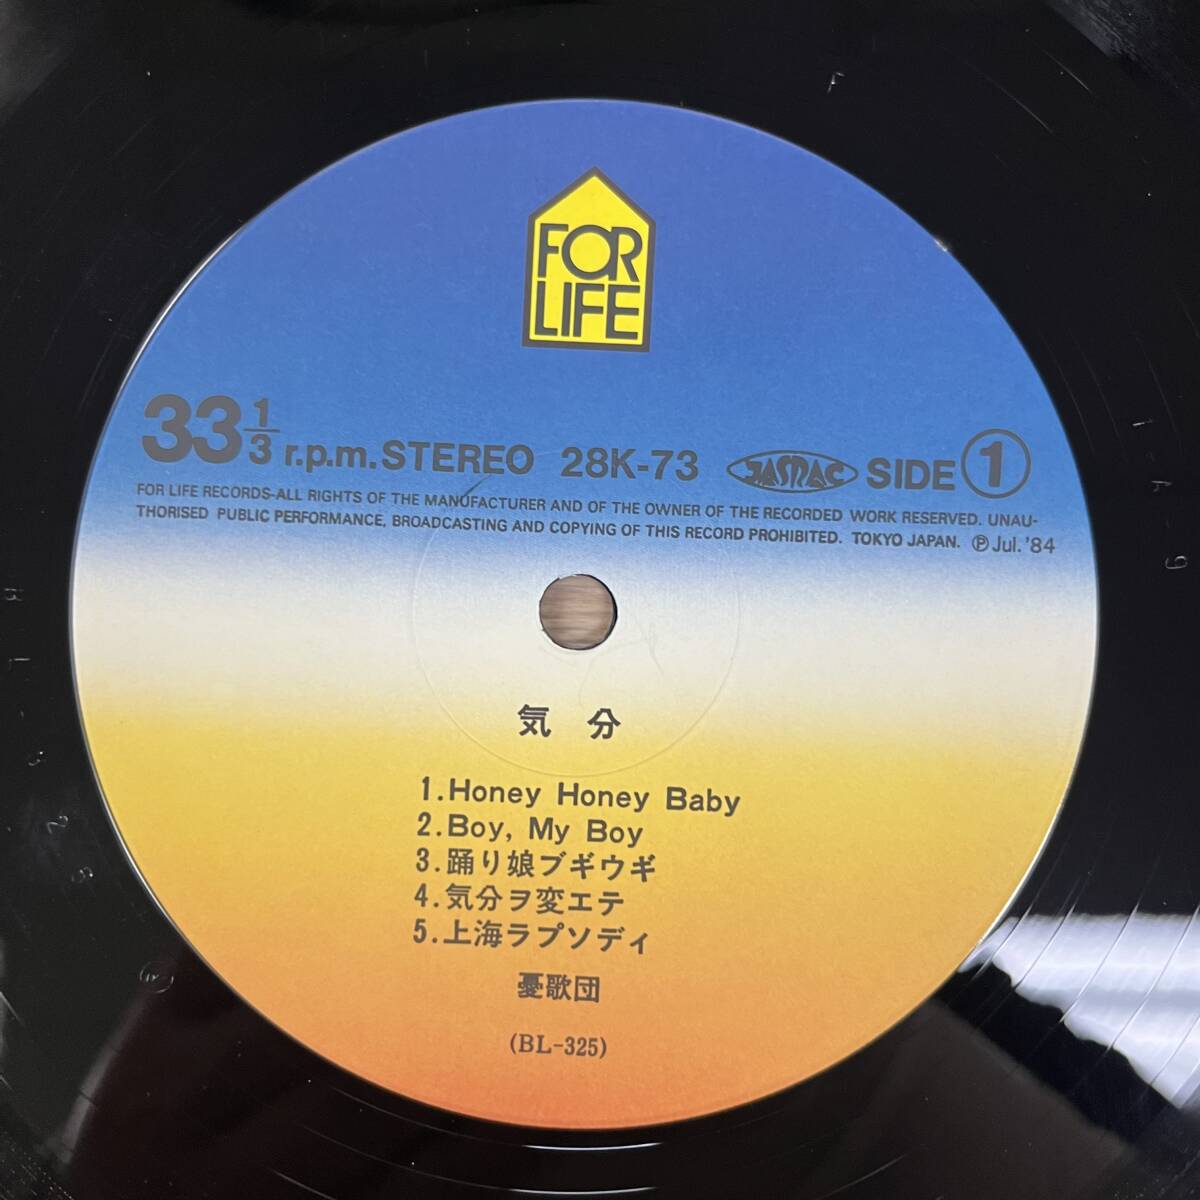 FOR
LIFE
33 1/3 r.p.m. STEREO 28K-73 JASRAC SIDE 1
FOR LIFE RECORDS-ALL RIGHTS OF THE MANUFACTURER AND OF THE OWNER OF THE RECORDED WORK RESERVED. UNAU-
THORISED PUBLIC PERFORMANCE, BROADCASTING AND COPYING OF THIS RECORD PROHIBITED. TOKYO JAPAN. ℗Jul.'84
気分
1.Honey Honey Baby
2.Boy, My Boy
3.踊り娘ブギウギ
4.気分ヲ変エテ
5.上海ラプソディ
憂歌団
(BL-325)